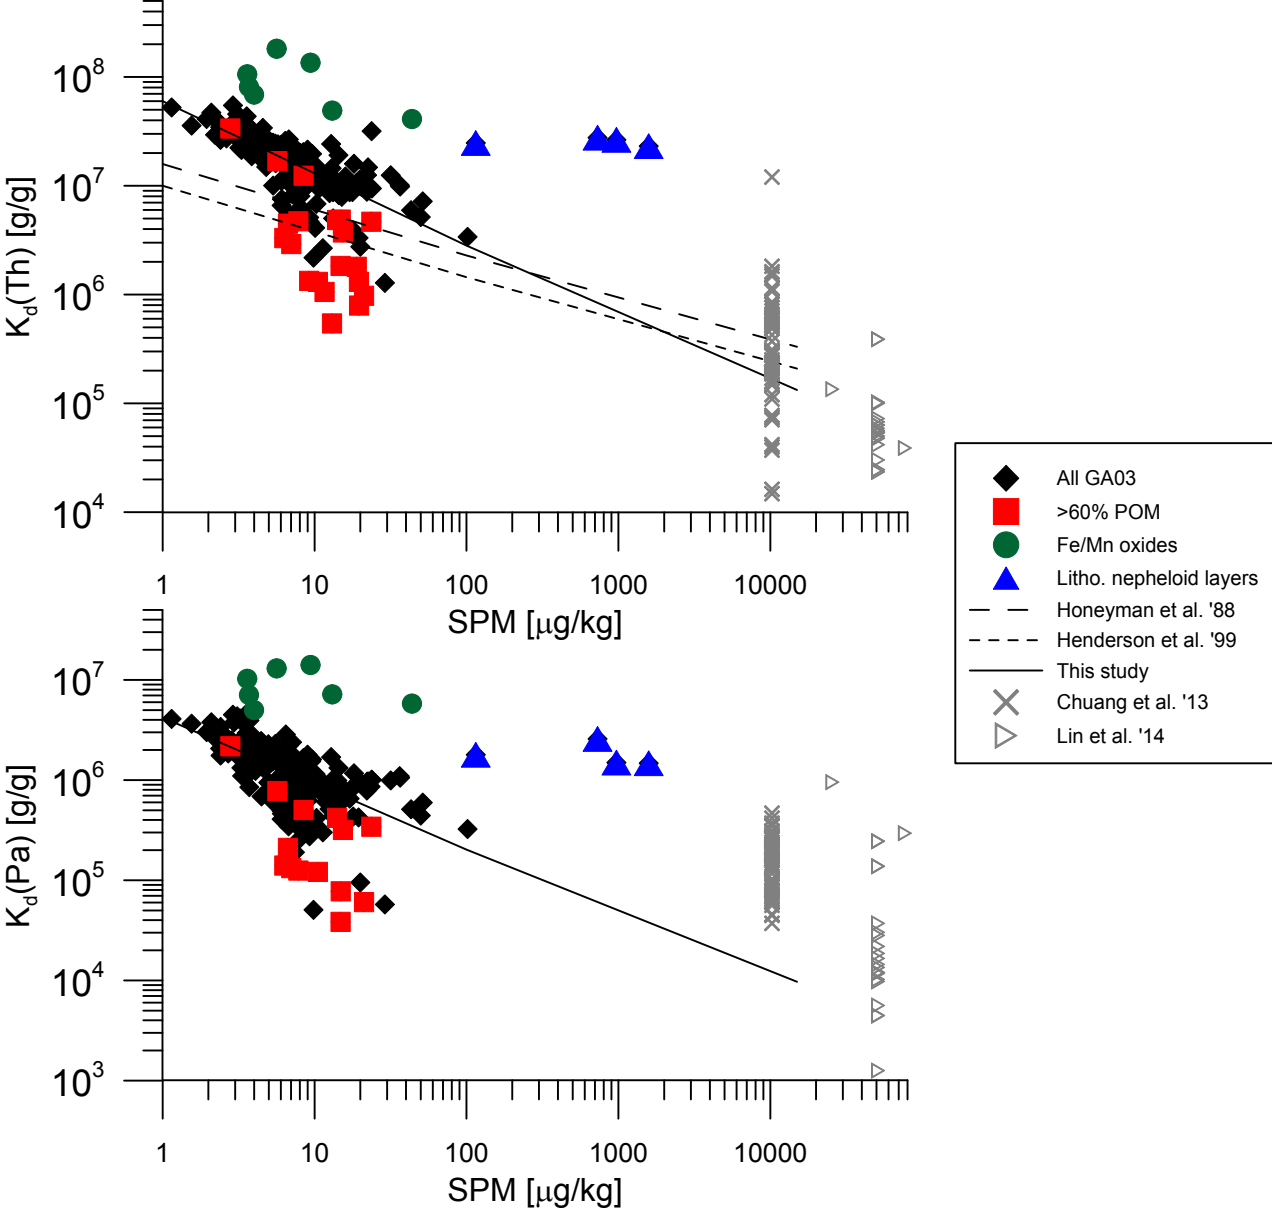 10^8
10^7
10^6
10^5
10^4
K_d(Th) [g/g]
1 10 100 1000 10000
SPM [µg/kg]
10^7
10^6
10^5
10^4
10^3
K_d(Pa) [g/g]
1 10 100 1000 10000
SPM [µg/kg]
All GA03
>60% POM
Fe/Mn oxides
Litho. nepheloid layers
Honeyman et al. '88
Henderson et al. '99
This study
Chuang et al. '13
Lin et al. '14